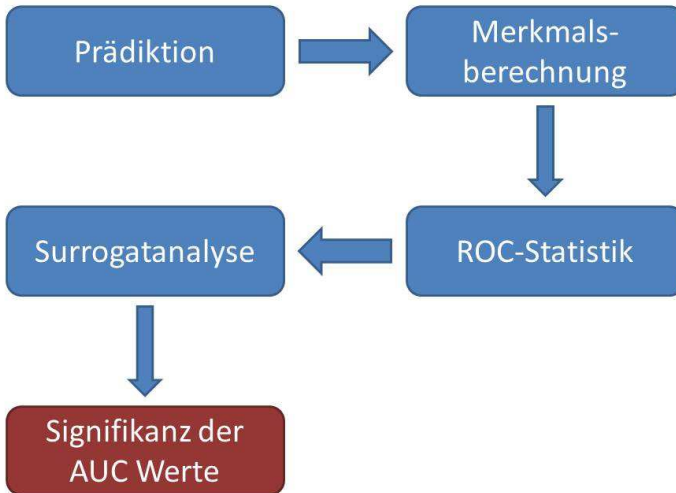 Prädiktion
Merkmals-
berechnung
ROC-Statistik
Surrogatanalyse
Signifikanz der
AUC Werte